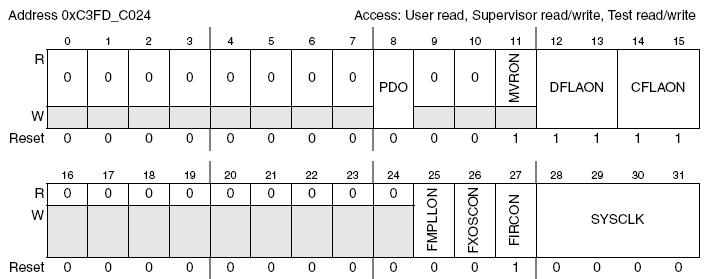 Address 0xC3FD_C024 Access: User read, Supervisor read/write, Test read/write
0 1 2 3 4 5 6 7 8 9 10 11 12 13 14 15
R 0 0 0 0 0 0 0 0 PDO 0 0 MVRON DFLAON CFLAON
W
Reset 0 0 0 0 0 0 0 0 0 0 0 1 1 1 1 1
16 17 18 19 20 21 22 23 24 25 26 27 28 29 30 31
R 0 0 0 0 0 0 0 0 0 FMPLLON FXOSCON FIRCON SYSCLK
W
Reset 0 0 0 0 0 0 0 0 0 0 0 1 0 0 0 0